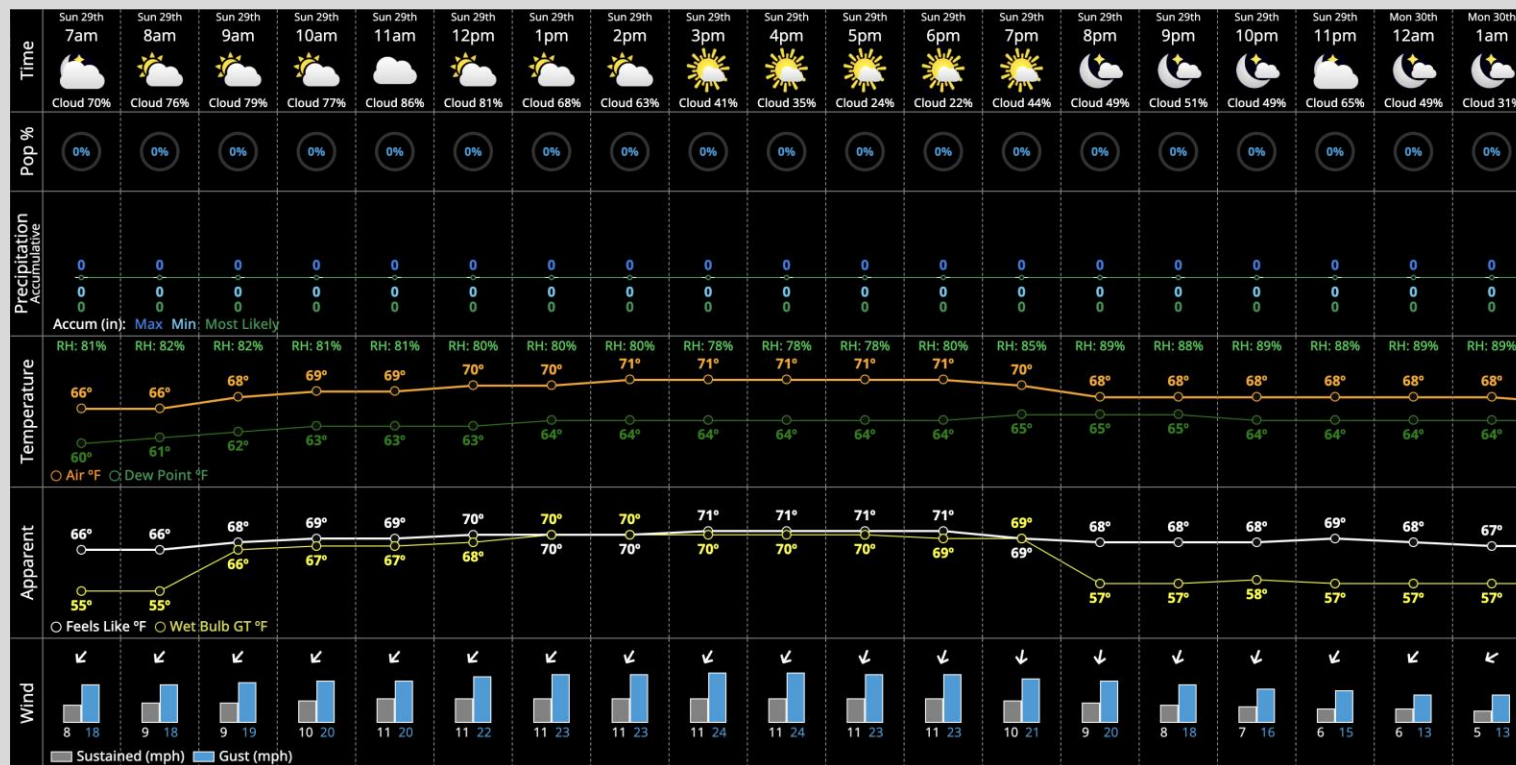 Time
Sun 29th Sun 29th Sun 29th Sun 29th Sun 29th Sun 29th Sun 29th Sun 29th Sun 29th Sun 29th Sun 29th Sun 29th Sun 29th Sun 29th Sun 29th Sun 29th Sun 29th Mon 30th Mon 30th
7am 8am 9am 10am 11am 12pm 1pm 2pm 3pm 4pm 5pm 6pm 7pm 8pm 9pm 10pm 11pm 12am 1am
Cloud 70% Cloud 76% Cloud 79% Cloud 77% Cloud 86% Cloud 81% Cloud 68% Cloud 63% Cloud 41% Cloud 35% Cloud 24% Cloud 22% Cloud 44% Cloud 49% Cloud 51% Cloud 49% Cloud 65% Cloud 49% Cloud 31%
Pop %
0% 0% 0% 0% 0% 0% 0% 0% 0% 0% 0% 0% 0% 0% 0% 0% 0% 0% 0%
Precipitation
Accumulative
0 0 0 0 0 0 0 0 0 0 0 0 0 0 0 0 0 0 0
0 0 0 0 0 0 0 0 0 0 0 0 0 0 0 0 0 0 0
0 0 0 0 0 0 0 0 0 0 0 0 0 0 0 0 0 0 0
Accum (in): Max Min Most Likely
Temperature
RH: 81% RH: 82% RH: 82% RH: 81% RH: 81% RH: 80% RH: 80% RH: 80% RH: 78% RH: 78% RH: 78% RH: 80% RH: 85% RH: 89% RH: 88% RH: 89% RH: 88% RH: 89% RH: 89%
66° 66° 68° 69° 69° 70° 70° 71° 71° 71° 71° 71° 70° 68° 68° 68° 68° 68° 68°
60° 61° 62° 63° 63° 63° 64° 64° 64° 64° 64° 64° 65° 65° 65° 64° 64° 64° 64°
Air °F Dew Point °F
Apparent
66° 66° 68° 69° 69° 70° 70° 70° 71° 71° 71° 71° 69° 68° 68° 68° 69° 68° 67°
55° 55° 66° 67° 67° 68° 70° 70° 70° 70° 70° 69° 69° 57° 57° 58° 57° 57° 57°
Feels Like °F Wet Bulb GT °F
Wind
8 18 9 18 9 19 10 20 11 20 11 22 11 23 11 23 11 24 11 24 11 23 11 23 10 21 9 20 8 18 7 16 6 15 6 13 5 13
Sustained (mph) Gust (mph)